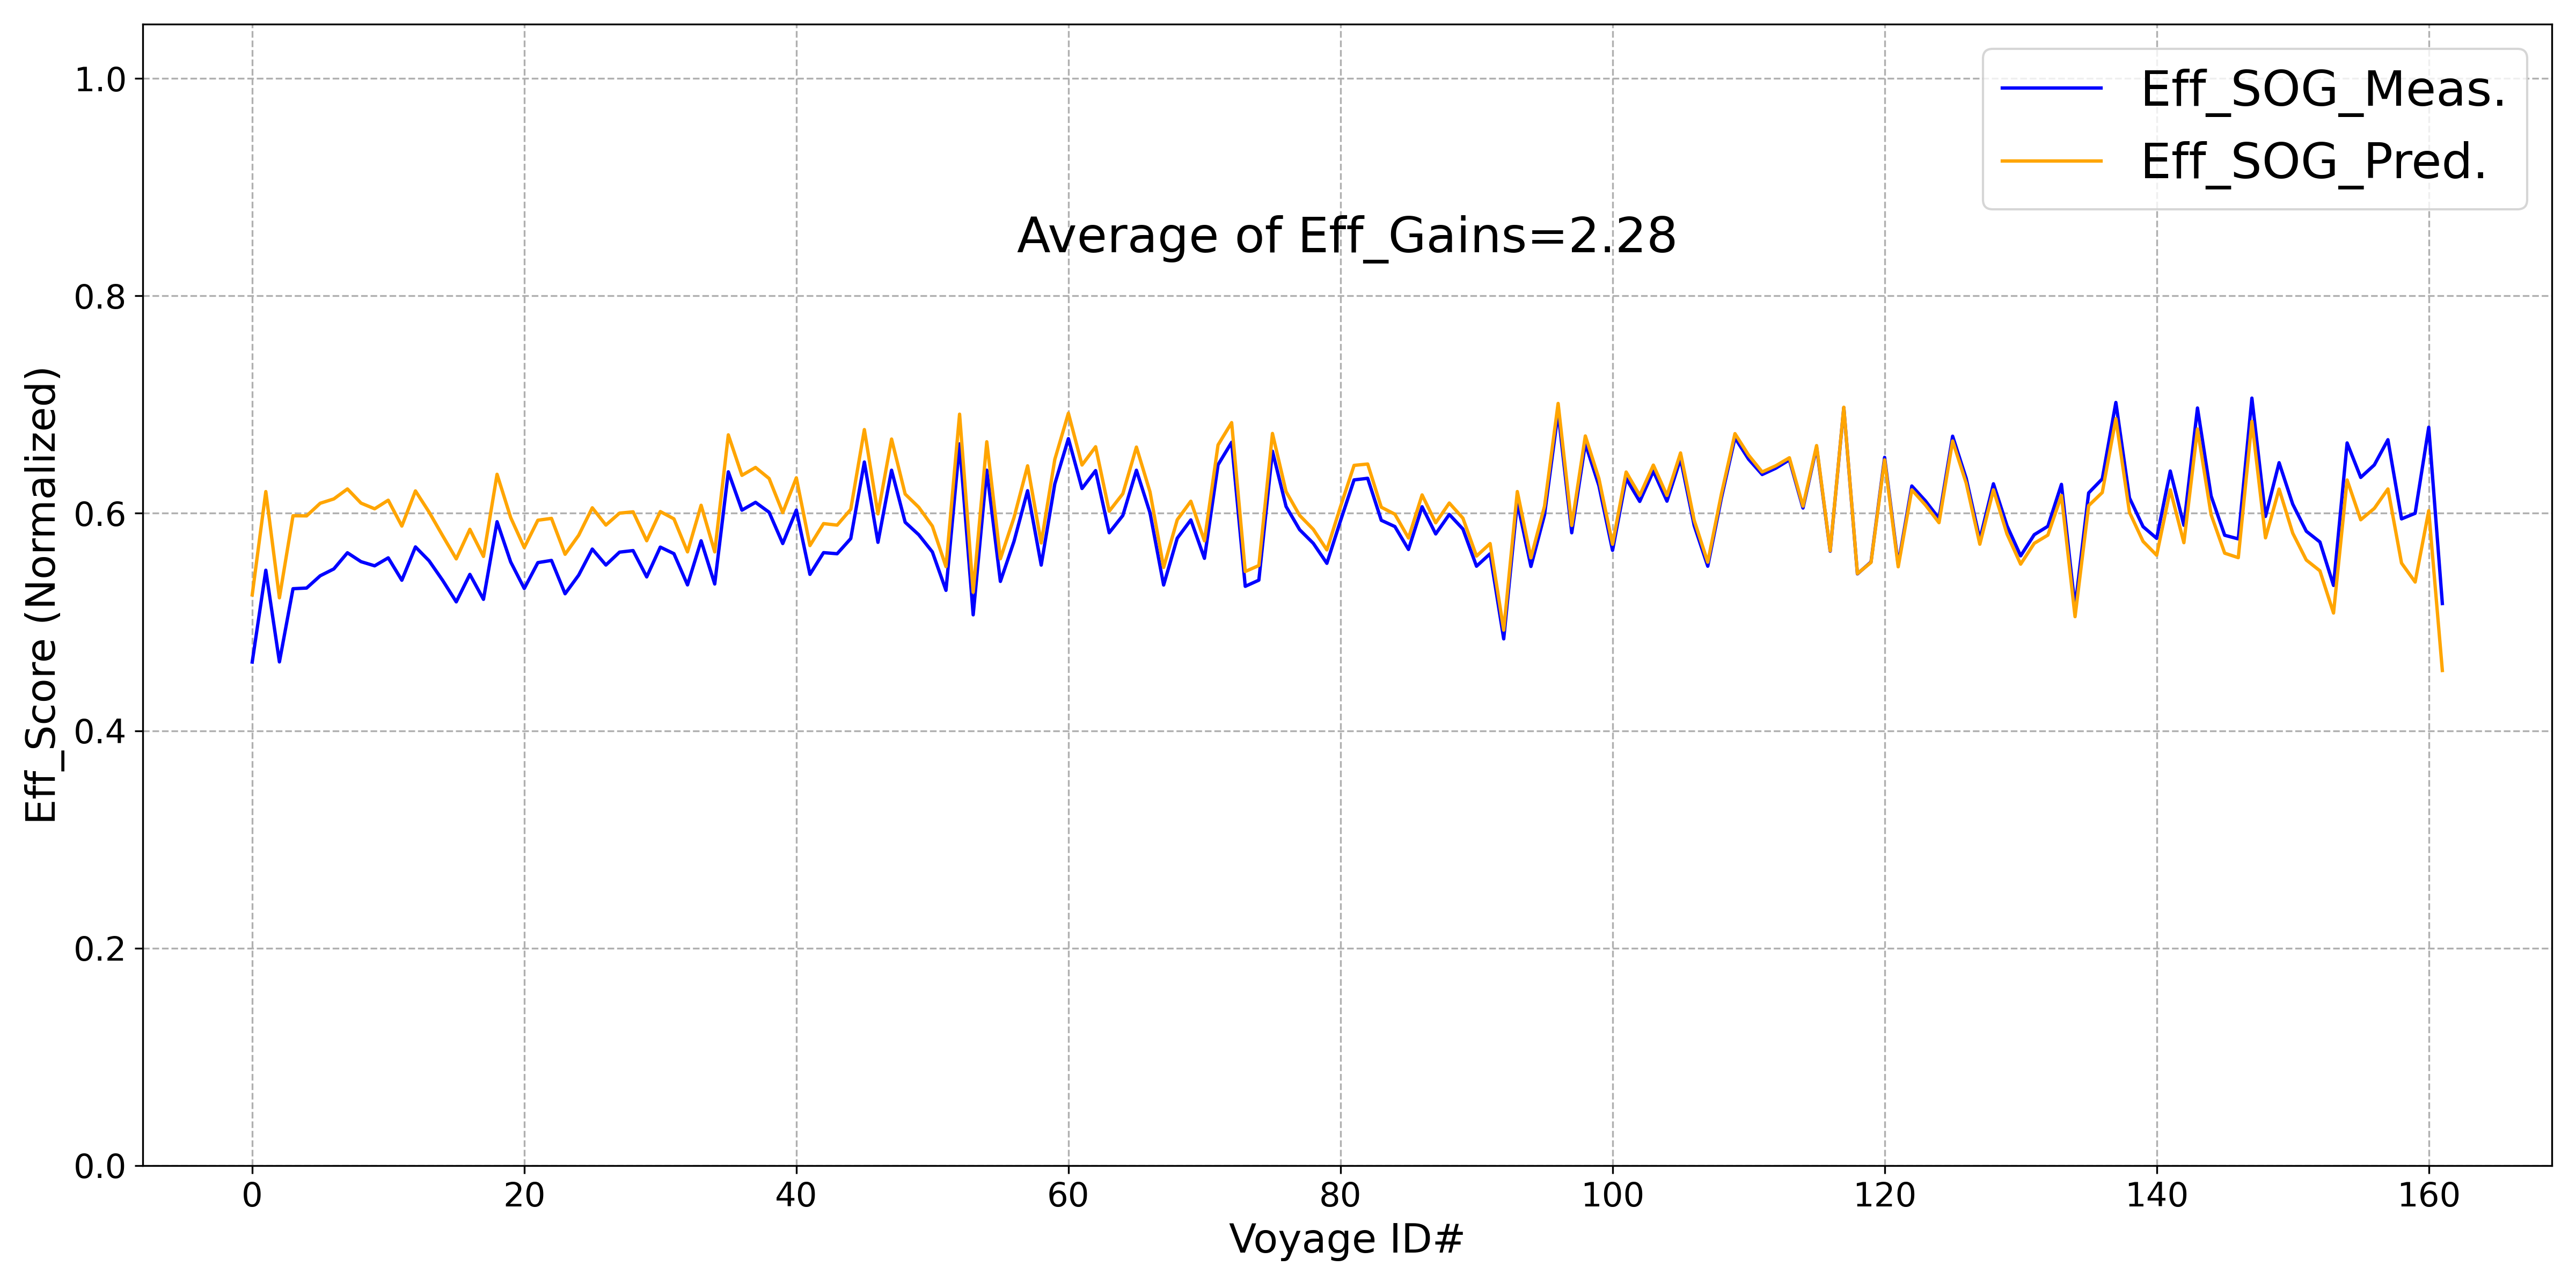 Eff_SOG_Meas.
Eff_SOG_Pred.
Average of Eff_Gains=2.28
Eff_Score (Normalized)
1.0
0.8
0.6
0.4
0.2
0.0
0 20 40 60 80 100 120 140 160
Voyage ID#